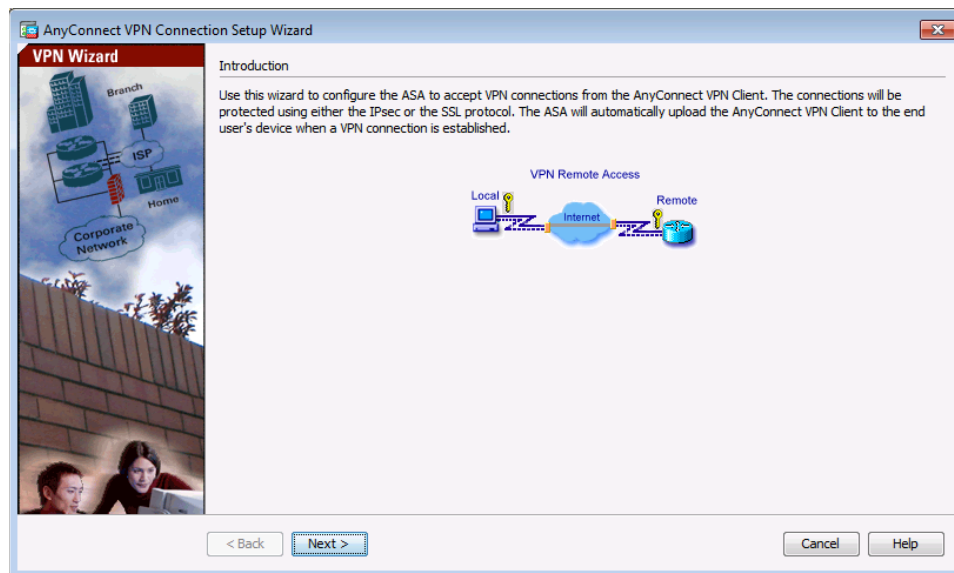 AnyConnect VPN Connection Setup Wizard
VPN Wizard
Branch
ISP
Home
Corporate
Network
Introduction
Use this wizard to configure the ASA to accept VPN connections from the AnyConnect VPN Client. The connections will be
protected using either the IPsec or the SSL protocol. The ASA will automatically upload the AnyConnect VPN Client to the end
user's device when a VPN connection is established.
VPN Remote Access
Local
Remote
Internet
< Back
Next >
Cancel
Help